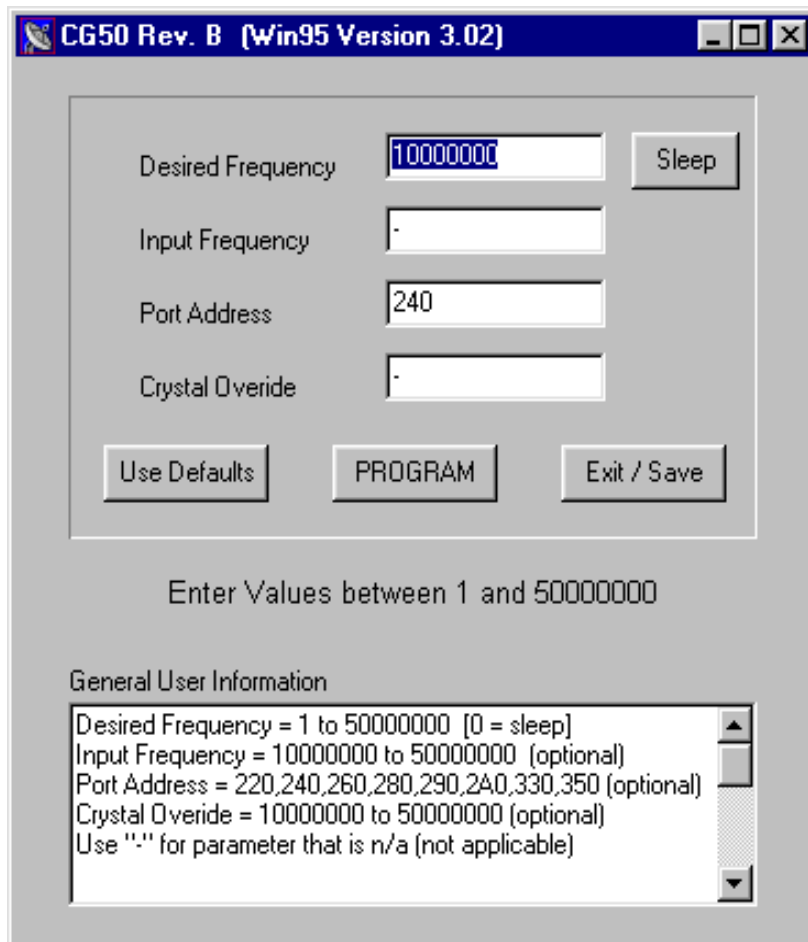 CG50 Rev. B (Win95 Version 3.02)
Desired Frequency 10000000 Sleep
Input Frequency -
Port Address 240
Crystal Overide -
Use Defaults PROGRAM Exit / Save
Enter Values between 1 and 50000000
General User Information
Desired Frequency = 1 to 50000000 [0 = sleep]
Input Frequency = 10000000 to 50000000 (optional)
Port Address = 220,240,260,280,290,2A0,330,350 (optional)
Crystal Overide = 10000000 to 50000000 (optional)
Use "-" for parameter that is n/a (not applicable)